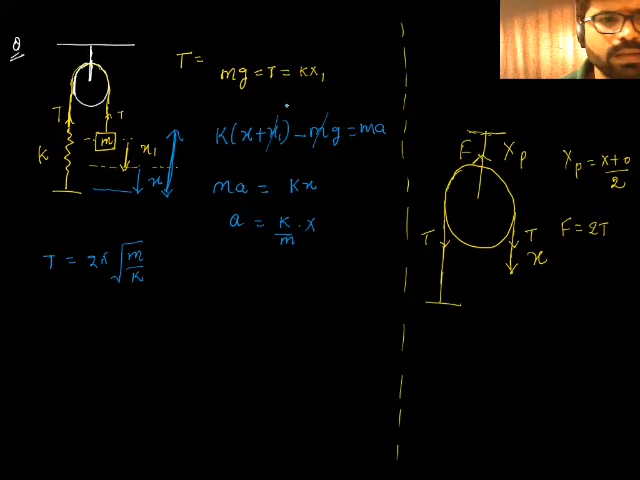 Q
T =
mg = T = Kx₁
T
T
K
m
x₁
x
K(x+x₁) - mg = ma
ma = Kx
a = K/m . x
T = 2π√m/K
F
Xp
Xp = x+0/2
T
T
x
F = 2T